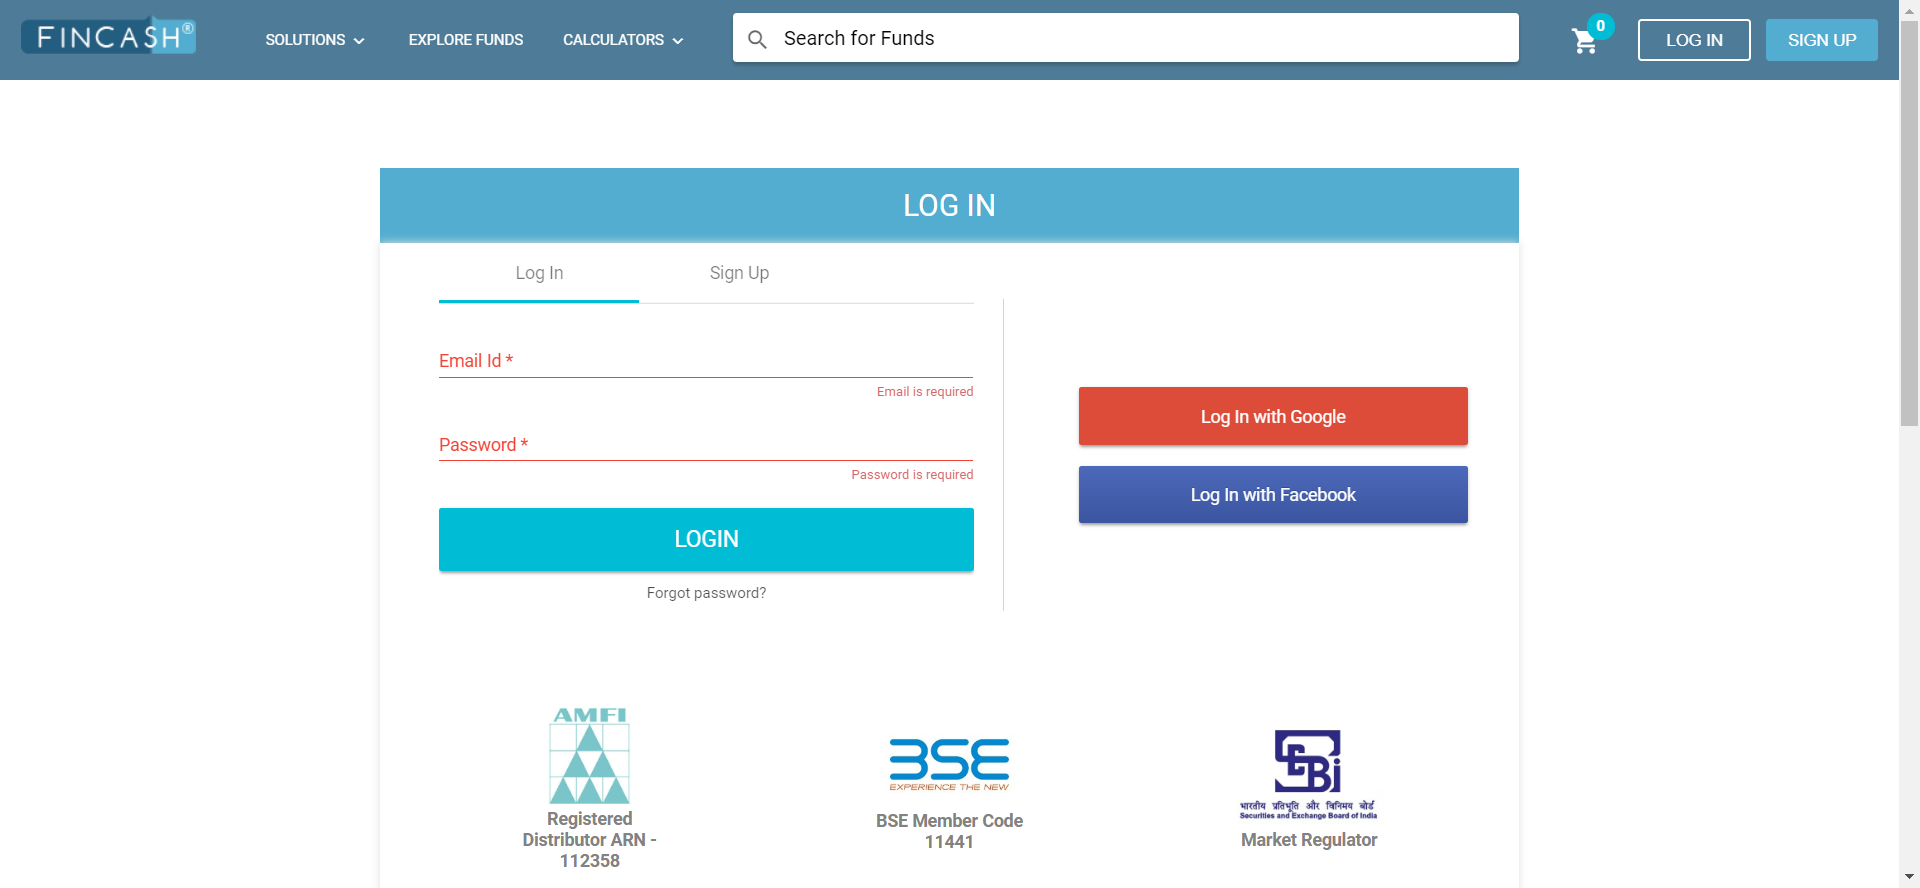 FINCASH®
SOLUTIONS
EXPLORE FUNDS
CALCULATORS
Search for Funds
0
LOG IN
SIGN UP
LOG IN
Log In
Sign Up
Email Id *
Email is required
Password *
Password is required
LOGIN
Forgot password?
Log In with Google
Log In with Facebook
AMFI
Registered
Distributor ARN -
112358
BSE
EXPERIENCE THE NEW
BSE Member Code
11441
SEBI
भारतीय प्रतिभूति और विनिमय बोर्ड
Securities and Exchange Board of India
Market Regulator